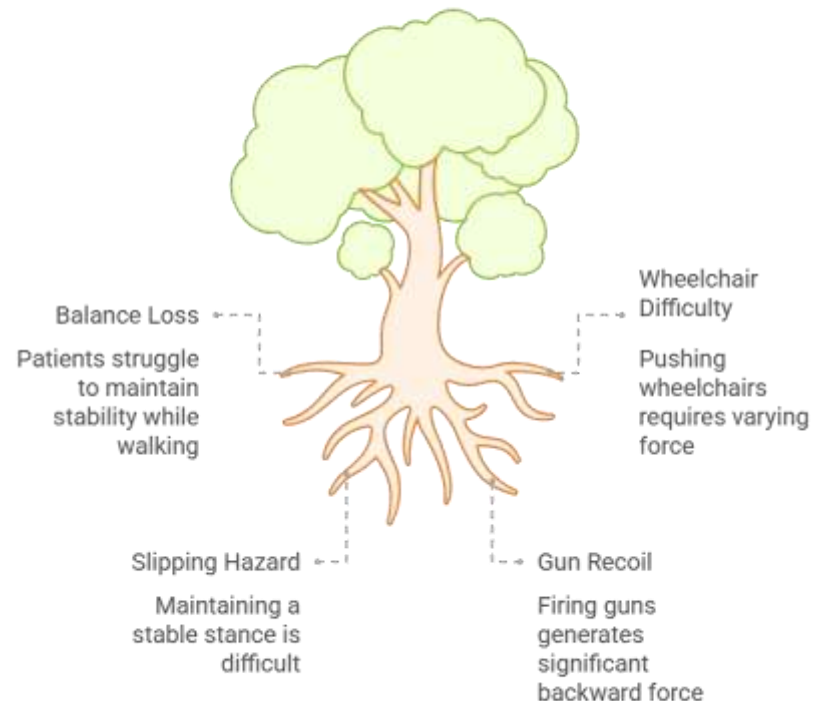 Balance Loss
Patients struggle
to maintain
stability while
walking
Wheelchair
Difficulty
Pushing
wheelchairs
requires varying
force
Slipping Hazard
Maintaining a
stable stance is
difficult
Gun Recoil
Firing guns
generates
significant
backward force